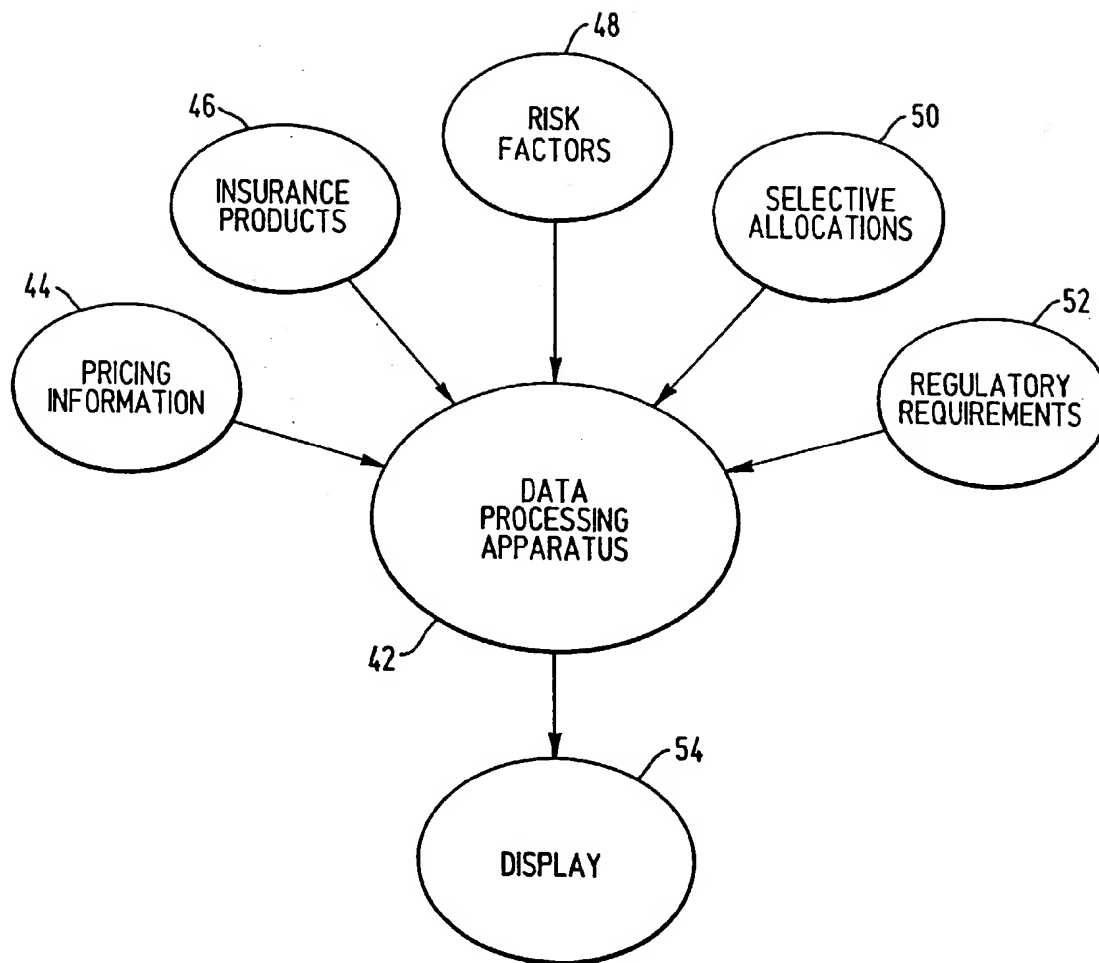 48
46
RISK
FACTORS
50
INSURANCE
PRODUCTS
SELECTIVE
ALLOCATIONS
44
52
PRICING
INFORMATION
REGULATORY
REQUIREMENTS
DATA
PROCESSING
APPARATUS
42
54
DISPLAY